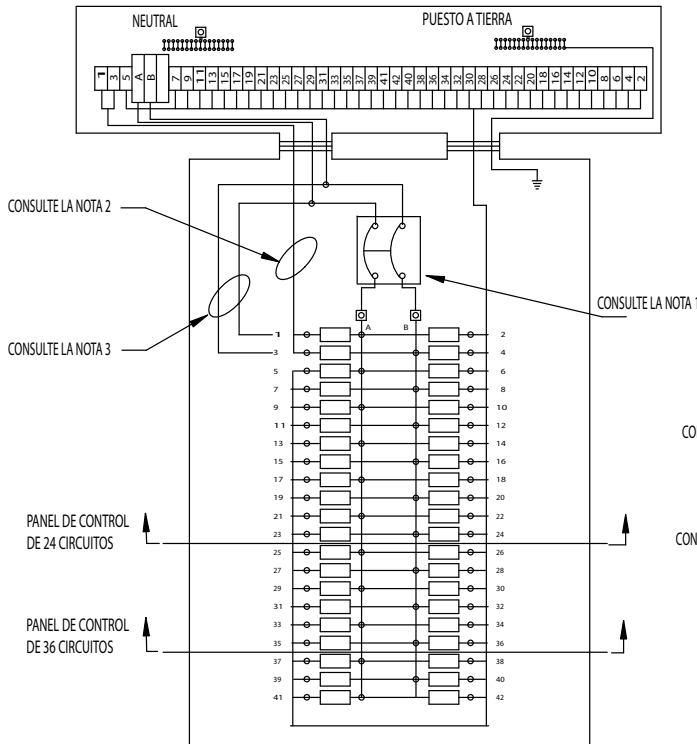 NEUTRAL
PUESTO A TIERRA
1 3 5 A B 7 9 11 13 15 17 19 21 23 25 27 29 31 33 35 37 39 41 42 40 38 36 34 32 30 28 26 24 22 20 18 16 14 12 10 8 6 4 2
CONSULTE LA NOTA 2
CONSULTE LA NOTA 1
CONSULTE LA NOTA 3
A B
1 2
3 4
5 6
7 8
9 10
11 12
CO
13 14
15 16
17 18
19 20
PANEL DE CONTROL
DE 24 CIRCUITOS
21 22
23 24
CON
25 26
27 28
29 30
31 32
PANEL DE CONTROL
DE 36 CIRCUITOS
33 34
35 36
37 38
39 40
41 42